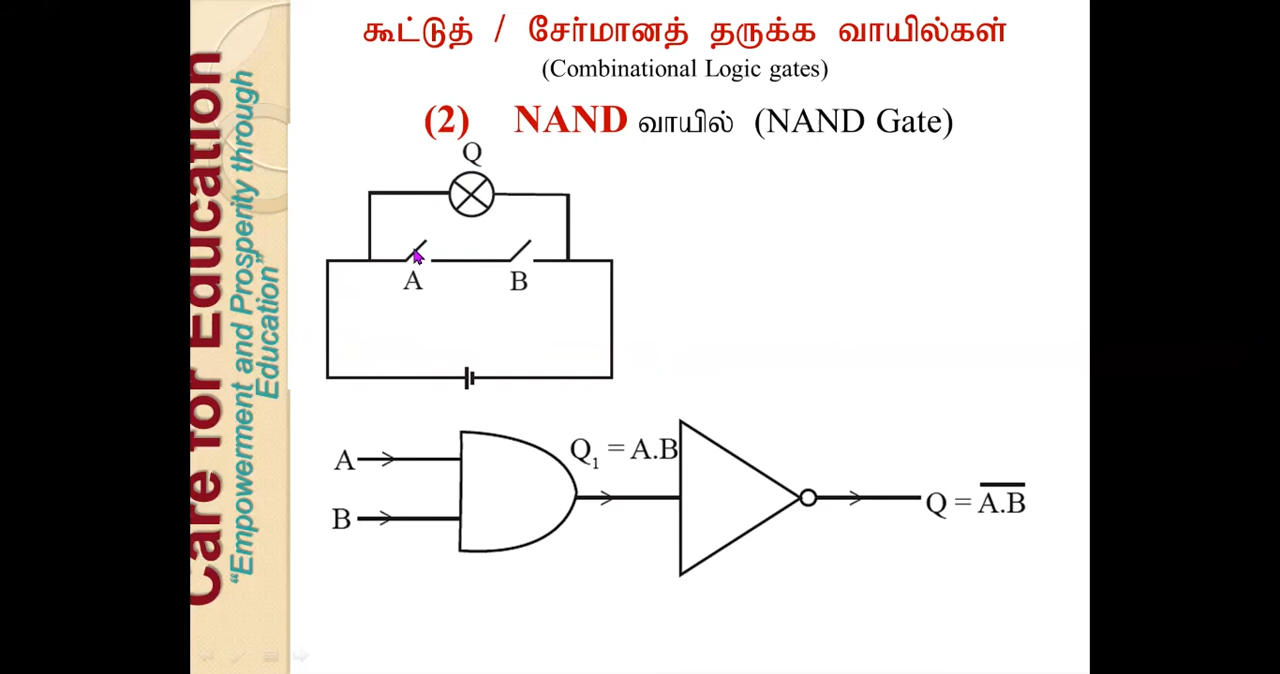 கூட்டுத் / சேர்மானத் தருக்க வாயில்கள்
(Combinational Logic gates)
(2) NAND வாயில் (NAND Gate)
Q
A B
A
B
Q₁ = A.B
Q = A̅.̅B̅
Care for Education
“Empowerment and Prosperity through
Education”